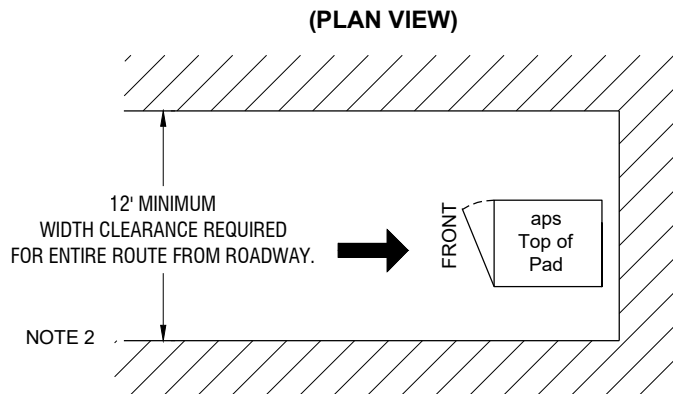 (PLAN VIEW)
12' MINIMUM
WIDTH CLEARANCE REQUIRED
FOR ENTIRE ROUTE FROM ROADWAY.
FRONT
aps
Top of
Pad
NOTE 2